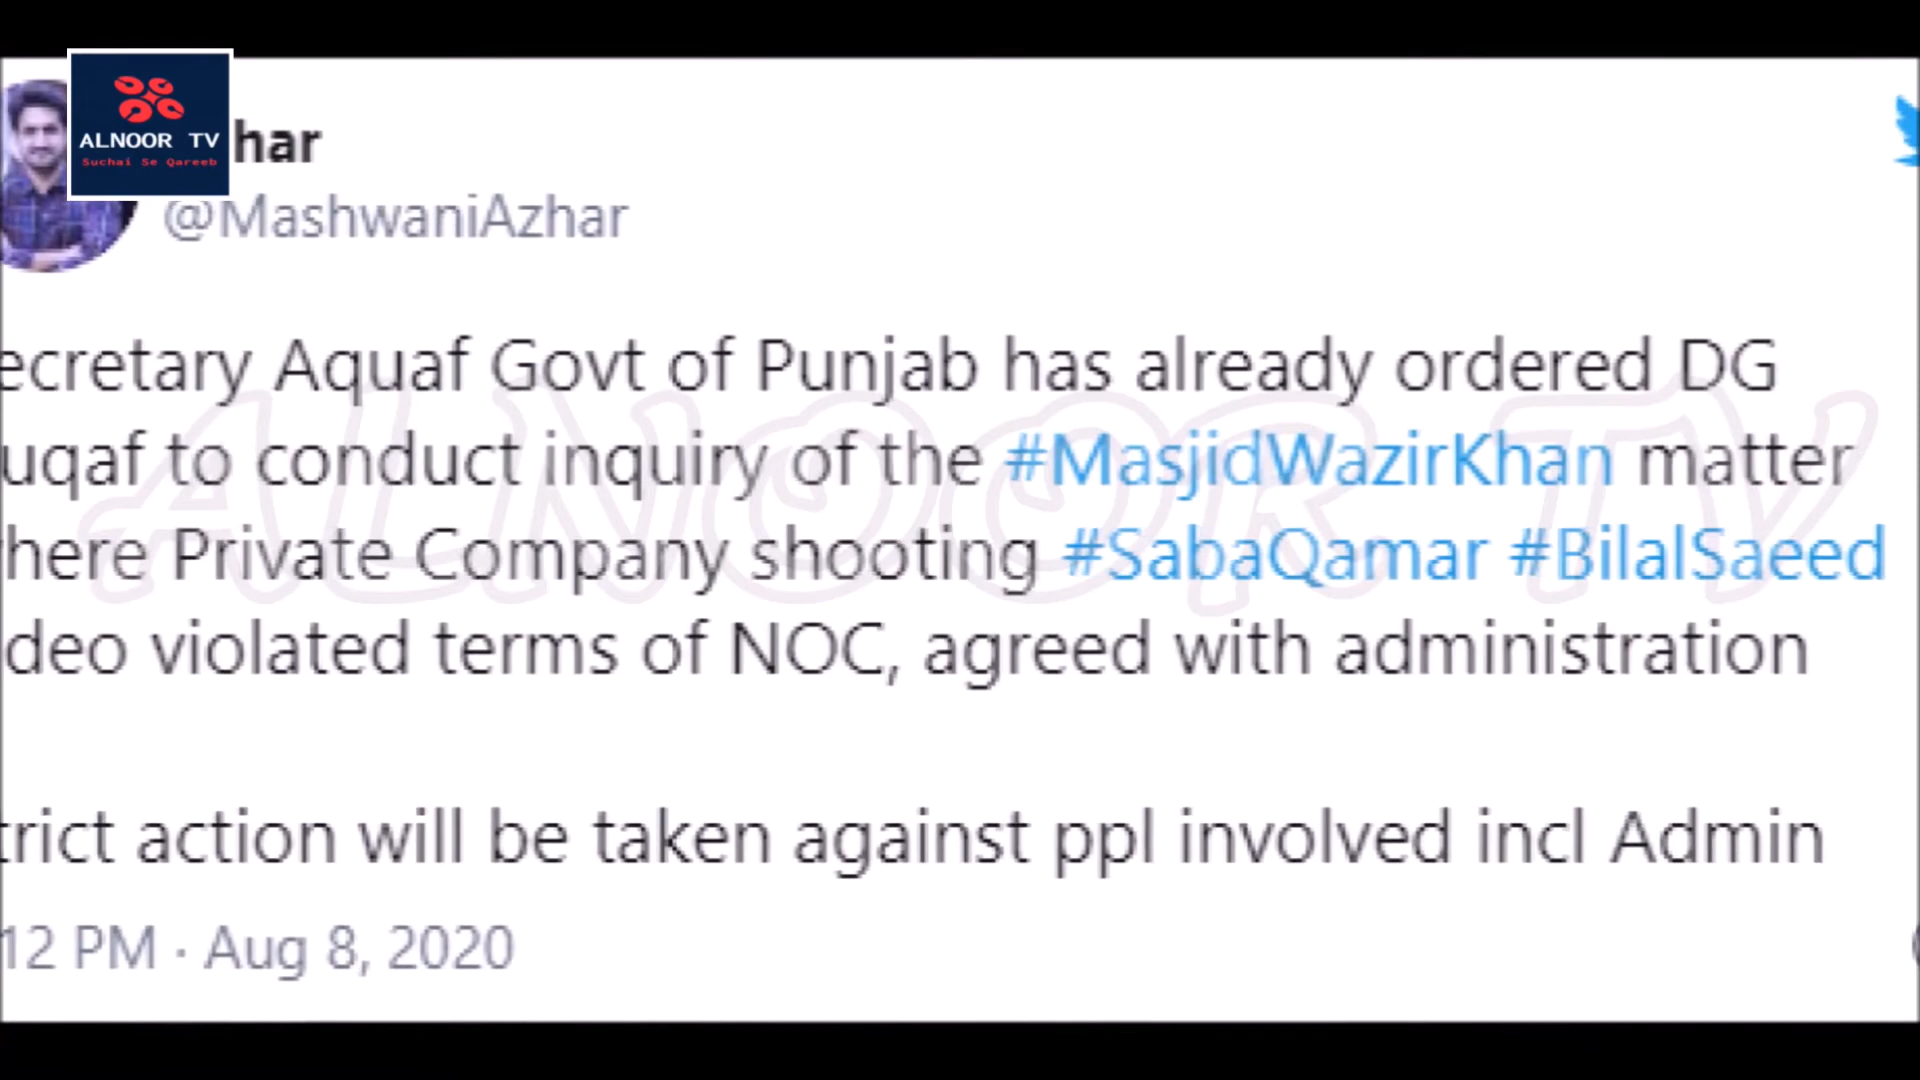 ALNOOR TV
Suchai Se Qareeb
har
@MashwaniAzhar
ecretary Aquaf Govt of Punjab has already ordered DG
uqaf to conduct inquiry of the #MasjidWazirKhan matter
here Private Company shooting #SabaQamar #BilalSaeed
deo violated terms of NOC, agreed with administration
trict action will be taken against ppl involved incl Admin
12 PM · Aug 8, 2020
ALNOOR TV